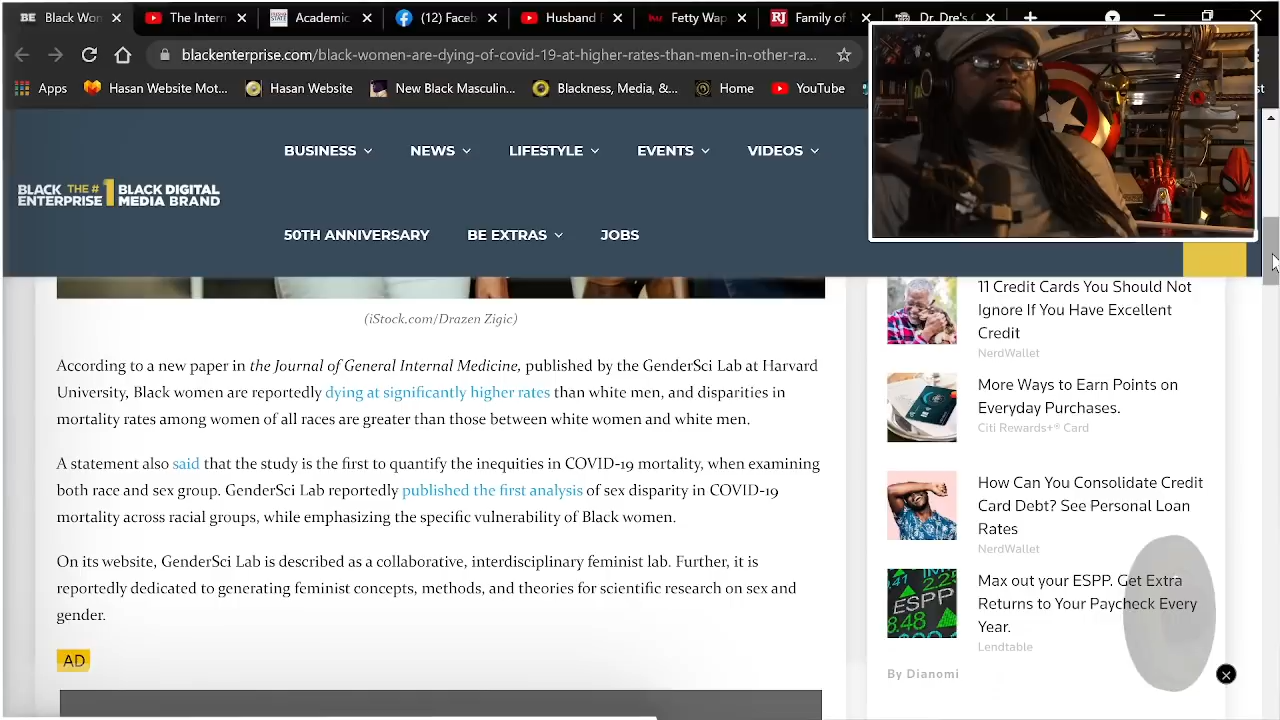 BE Black Wo
The Intern
STATE Academic
(12) Faceb
Husband F
Fetty Wap
RJ Family of
Dr. Dre's
blackenterprise.com/black-women-are-dying-of-covid-19-at-higher-rates-than-men-in-other-ra...
Apps
Hasan Website Mot...
Hasan Website
New Black Masculin...
Blackness, Media, &...
Home
YouTube
BUSINESS
NEWS
LIFESTYLE
EVENTS
VIDEOS
BLACK THE # 1 BLACK DIGITAL
ENTERPRISE MEDIA BRAND
50TH ANNIVERSARY
BE EXTRAS
JOBS
(iStock.com/Drazen Zigic)
According to a new paper in the Journal of General Internal Medicine, published by the GenderSci Lab at Harvard
University, Black women are reportedly dying at significantly higher rates than white men, and disparities in
mortality rates among women of all races are greater than those between white women and white men.
A statement also said that the study is the first to quantify the inequities in COVID-19 mortality, when examining
both race and sex group. GenderSci Lab reportedly published the first analysis of sex disparity in COVID-19
mortality across racial groups, while emphasizing the specific vulnerability of Black women.
On its website, GenderSci Lab is described as a collaborative, interdisciplinary feminist lab. Further, it is
reportedly dedicated to generating feminist concepts, methods, and theories for scientific research on sex and
gender.
AD
11 Credit Cards You Should Not
Ignore If You Have Excellent
Credit
NerdWallet
More Ways to Earn Points on
Everyday Purchases.
Citi Rewards+® Card
How Can You Consolidate Credit
Card Debt? See Personal Loan
Rates
NerdWallet
ESPP
8.48
Max out your ESPP. Get Extra
Returns to Your Paycheck Every
Year.
Lendtable
By Dianomi